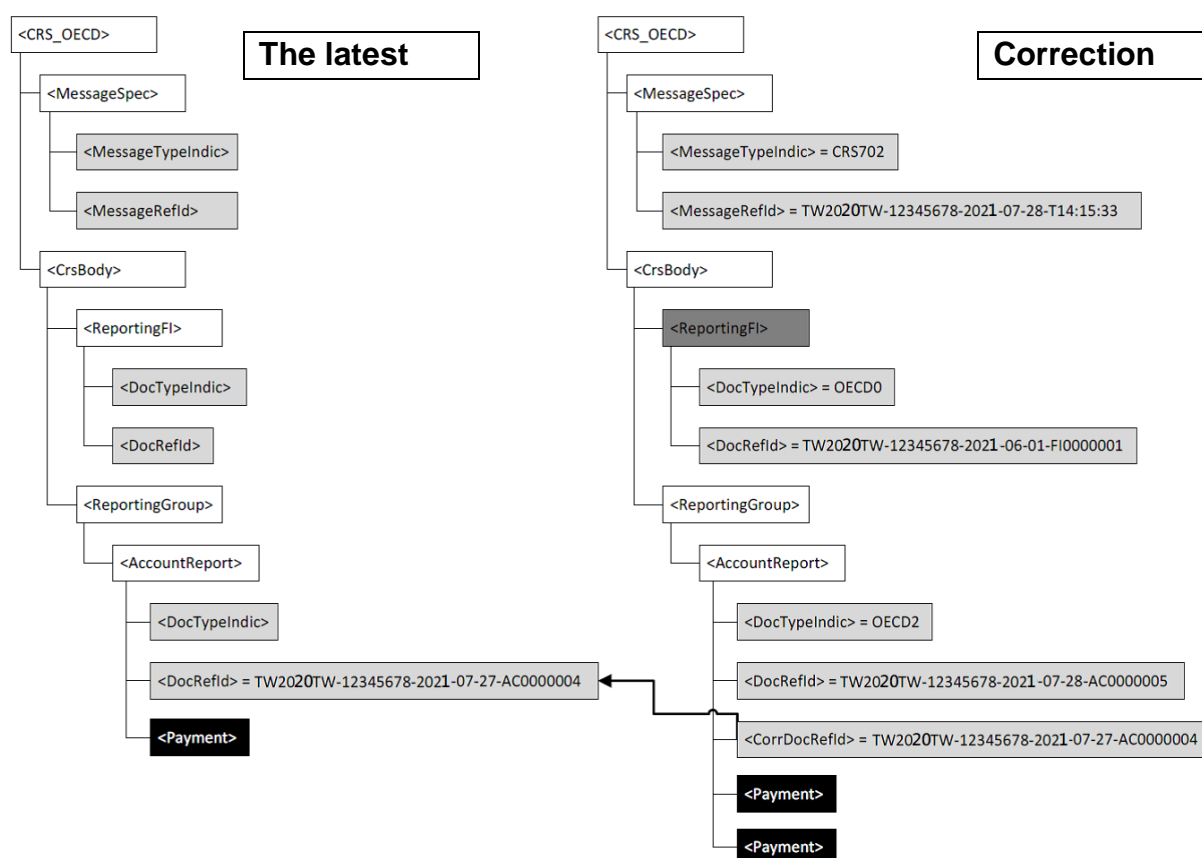 The latest
<CRS_OECD>
<MessageSpec>
<MessageTypeIndic>
<MessageRefId>
<CrsBody>
<ReportingFI>
<DocTypeIndic>
<DocRefId>
<ReportingGroup>
<AccountReport>
<DocTypeIndic>
<DocRefId> = TW2020TW-12345678-2021-07-27-AC0000004
<Payment>
Correction
<CRS_OECD>
<MessageSpec>
<MessageTypeIndic> = CRS702
<MessageRefId> = TW2020TW-12345678-2021-07-28-T14:15:33
<CrsBody>
<ReportingFI>
<DocTypeIndic> = OECD0
<DocRefId> = TW2020TW-12345678-2021-06-01-FI0000001
<ReportingGroup>
<AccountReport>
<DocTypeIndic> = OECD2
<DocRefId> = TW2020TW-12345678-2021-07-28-AC0000005
<CorrDocRefId> = TW2020TW-12345678-2021-07-27-AC0000004
<Payment>
<Payment>